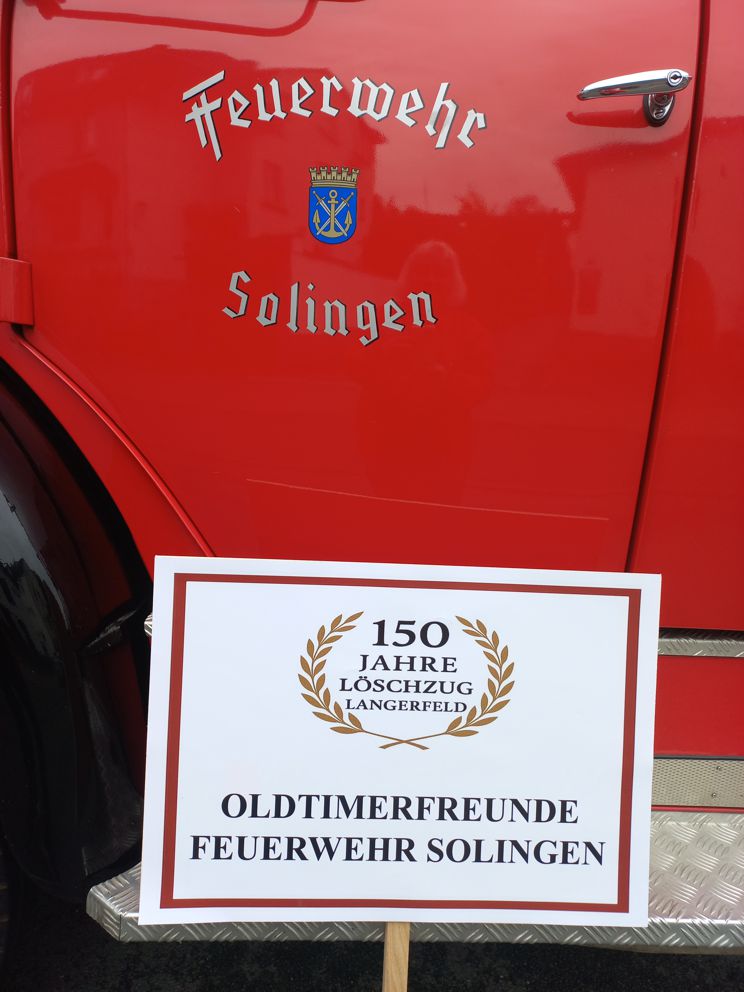 Feuerwehr
Solingen
150
JAHRE
LÖSCHZUG
LANGERFELD
OLDTIMERFREUNDE
FEUERWEHR SOLINGEN